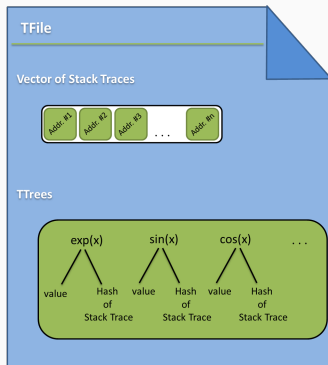 TFile
Vector of Stack Traces
Addr. #1 Addr. #2 Addr. #3 . . . Addr. #n
TTrees
exp(x) sin(x) cos(x) . . .
value Hash of Stack Trace value Hash of Stack Trace value Hash of Stack Trace